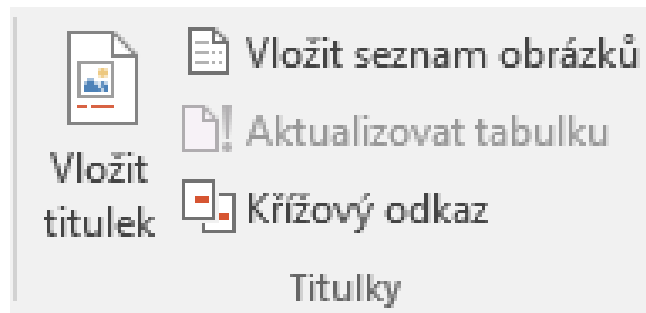 Vložit
titulek
Vložit seznam obrázků
Aktualizovat tabulku
Křížový odkaz
Titulky